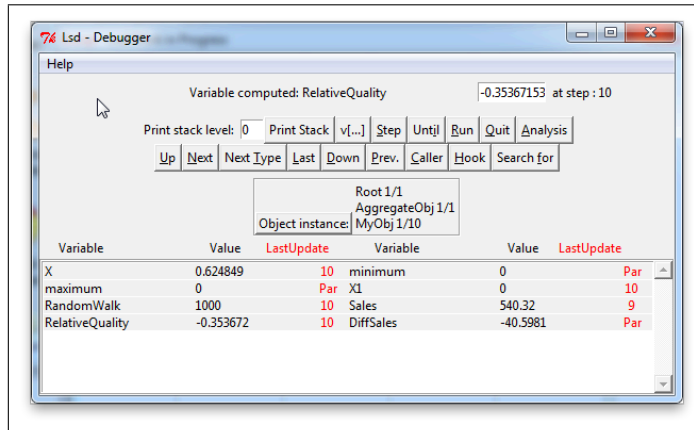 Lsd - Debugger
Help
Variable computed: RelativeQuality -0.35367153 at step : 10
Print stack level: 0 Print Stack v[...] Step Until Run Quit Analysis
Up Next Next Type Last Down Prev. Caller Hook Search for
Root 1/1
AggregateObj 1/1
Object instance: MyObj 1/10
Variable Value LastUpdate Variable Value LastUpdate
X 0.624849 10 minimum 0 Par
maximum 0 Par X1 0 10
RandomWalk 1000 10 Sales 540.32 9
RelativeQuality -0.353672 10 DiffSales -40.5981 Par